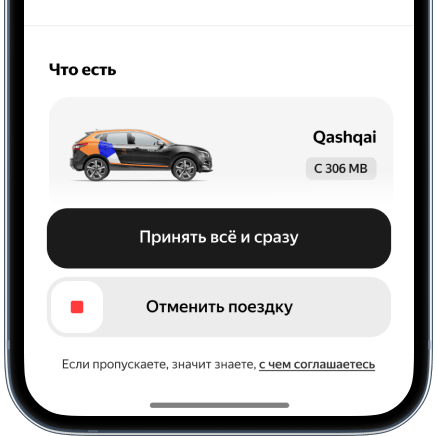 Что есть
Qashqai
С 306 МВ
Принять всё и сразу
Отменить поездку
Если пропускаете, значит знаете, с чем соглашаетесь